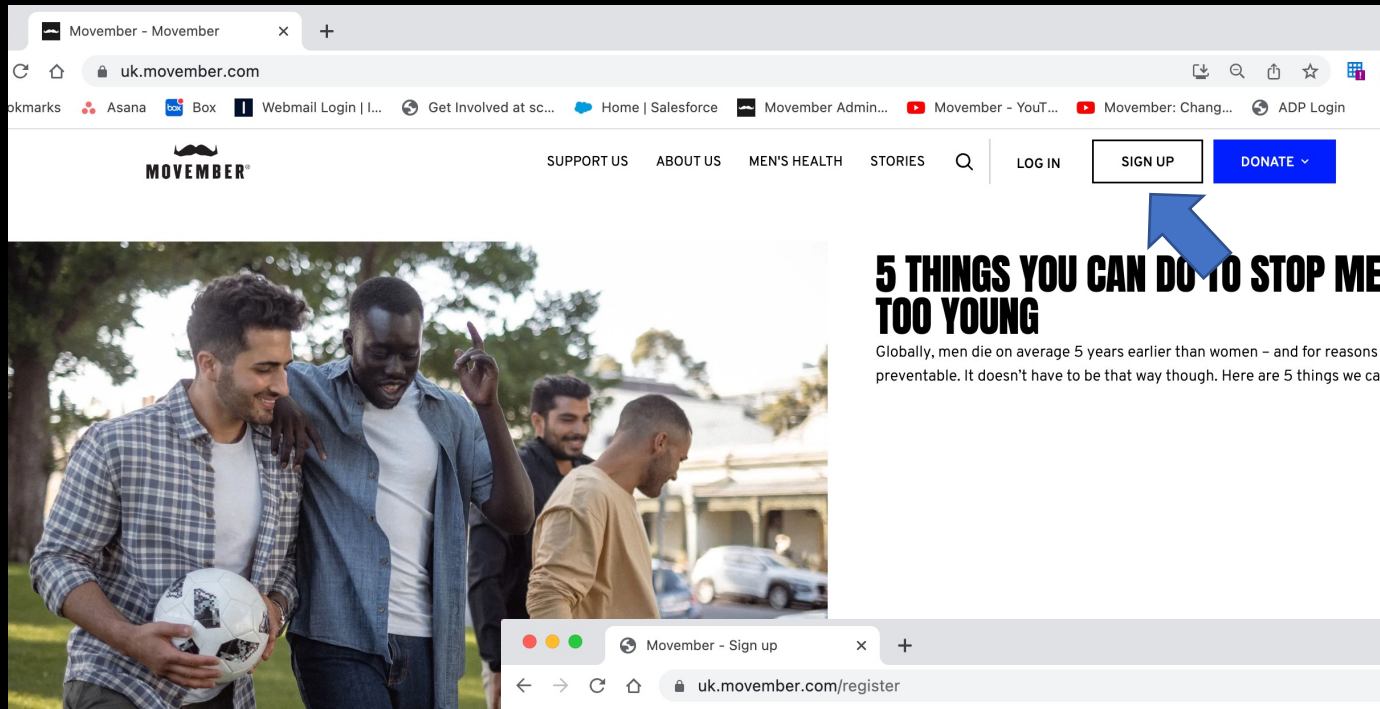 Movember - Movember
uk.movember.com
okmarks Asana box Box Webmail Login | I... Get Involved at sc... Home | Salesforce Movember Admin... Movember - YouT... Movember: Chang... ADP Login
MOVEMBER® SUPPORT US ABOUT US MEN'S HEALTH STORIES LOG IN SIGN UP DONATE
5 THINGS YOU CAN DO TO STOP ME
TOO YOUNG
Globally, men die on average 5 years earlier than women – and for reasons
preventable. It doesn't have to be that way though. Here are 5 things we ca
Movember - Sign up
uk.movember.com/register